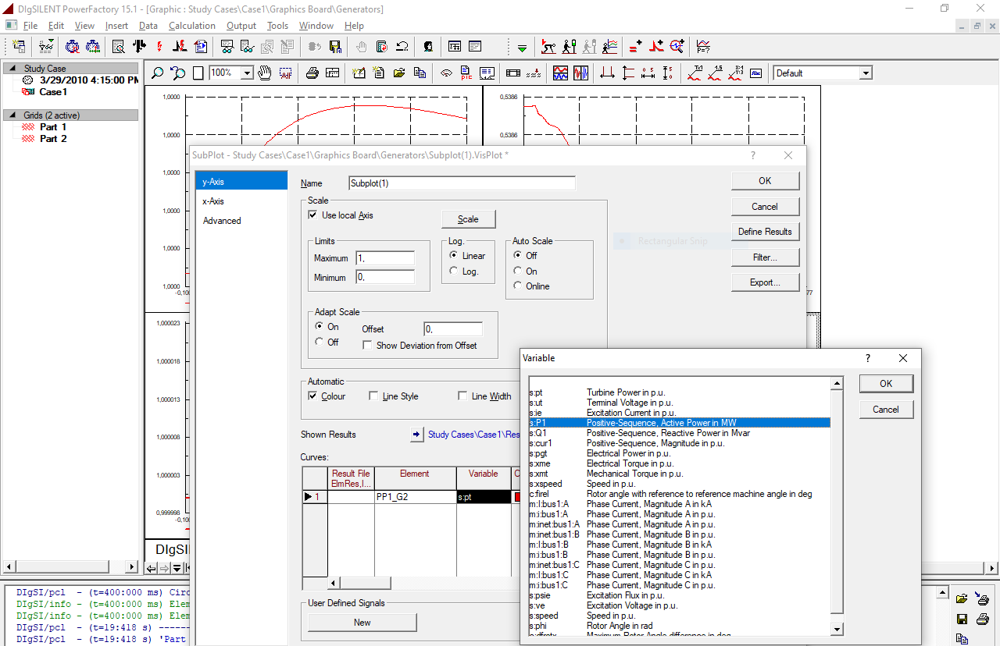 DIgSILENT PowerFactory 15.1 - [Graphic : Study Cases\Case1\Graphics Board\Generators]
File Edit View Insert Data Calculation Output Tools Window Help
Study Case
3/29/2010 4:15:00 PM
Case1
Grids (2 active)
Part 1
Part 2
100%
Default
1,0000
1,0000
1,0000
1,0000
1,0000
1,0000
0,5386
0,5386
1,000023
1,000018
1,000013
1,000008
1,000003
0,999998
SubPlot - Study Cases\Case1\Graphics Board\Generators\Subplot(1).VisPlot *
?
y-Axis
x-Axis
Advanced
Name Subplot(1)
Scale
Use local Axis
Scale
Limits
Maximum 1,
Minimum 0,
Log.
Linear
Log.
Auto Scale
Off
On
Online
Adapt Scale
On
Off
Offset 0,
Show Deviation from Offset
Automatic
Colour
Line Style
Line Width
Shown Results
Study Cases\Case1\Res
Curves:
Result File
ElmRes,I...
Element
Variable
1 PP1_G2 s:pt
User Defined Signals
New
OK
Cancel
Define Results
Filter...
Export...
Rectangular Snip
Variable
?
s:pt Turbine Power in p.u.
s:ut Terminal Voltage in p.u.
s:ie Excitation Current in p.u.
s:P1 Positive-Sequence, Active Power in MW
s:Q1 Positive-Sequence, Reactive Power in Mvar
s:cur1 Positive-Sequence, Magnitude in p.u.
s:pgt Electrical Power in p.u.
s:xme Electrical Torque in p.u.
s:xmt Mechanical Torque in p.u.
s:xspeed Speed in p.u.
c:firel Rotor angle with reference to reference machine angle in deg
m:I:bus1:A Phase Current, Magnitude A in kA
m:i:bus1:A Phase Current, Magnitude A in p.u.
m:inet:bus1:A Phase Current, Magnitude A in p.u.
m:inet:bus1:B Phase Current, Magnitude B in p.u.
m:I:bus1:B Phase Current, Magnitude B in kA
m:i:bus1:B Phase Current, Magnitude B in p.u.
m:inet:bus1:C Phase Current, Magnitude C in p.u.
m:I:bus1:C Phase Current, Magnitude C in kA
m:i:bus1:C Phase Current, Magnitude C in p.u.
s:psie Excitation Flux in p.u.
s:ve Excitation Voltage in p.u.
s:speed Speed in p.u.
s:phi Rotor Angle in rad
s:dfrotx Maximum Rotor Angle difference in deg
OK
Cancel
DIgSI
DIgSI/pcl - (t=400:000 ms) Circ
DIgSI/info - (t=400:000 ms) Elem
DIgSI/info - (t=400:000 ms) Elem
DIgSI/pcl - (t=19:418 s) ------
DIgSI/pcl - (t=19:418 s) 'Part